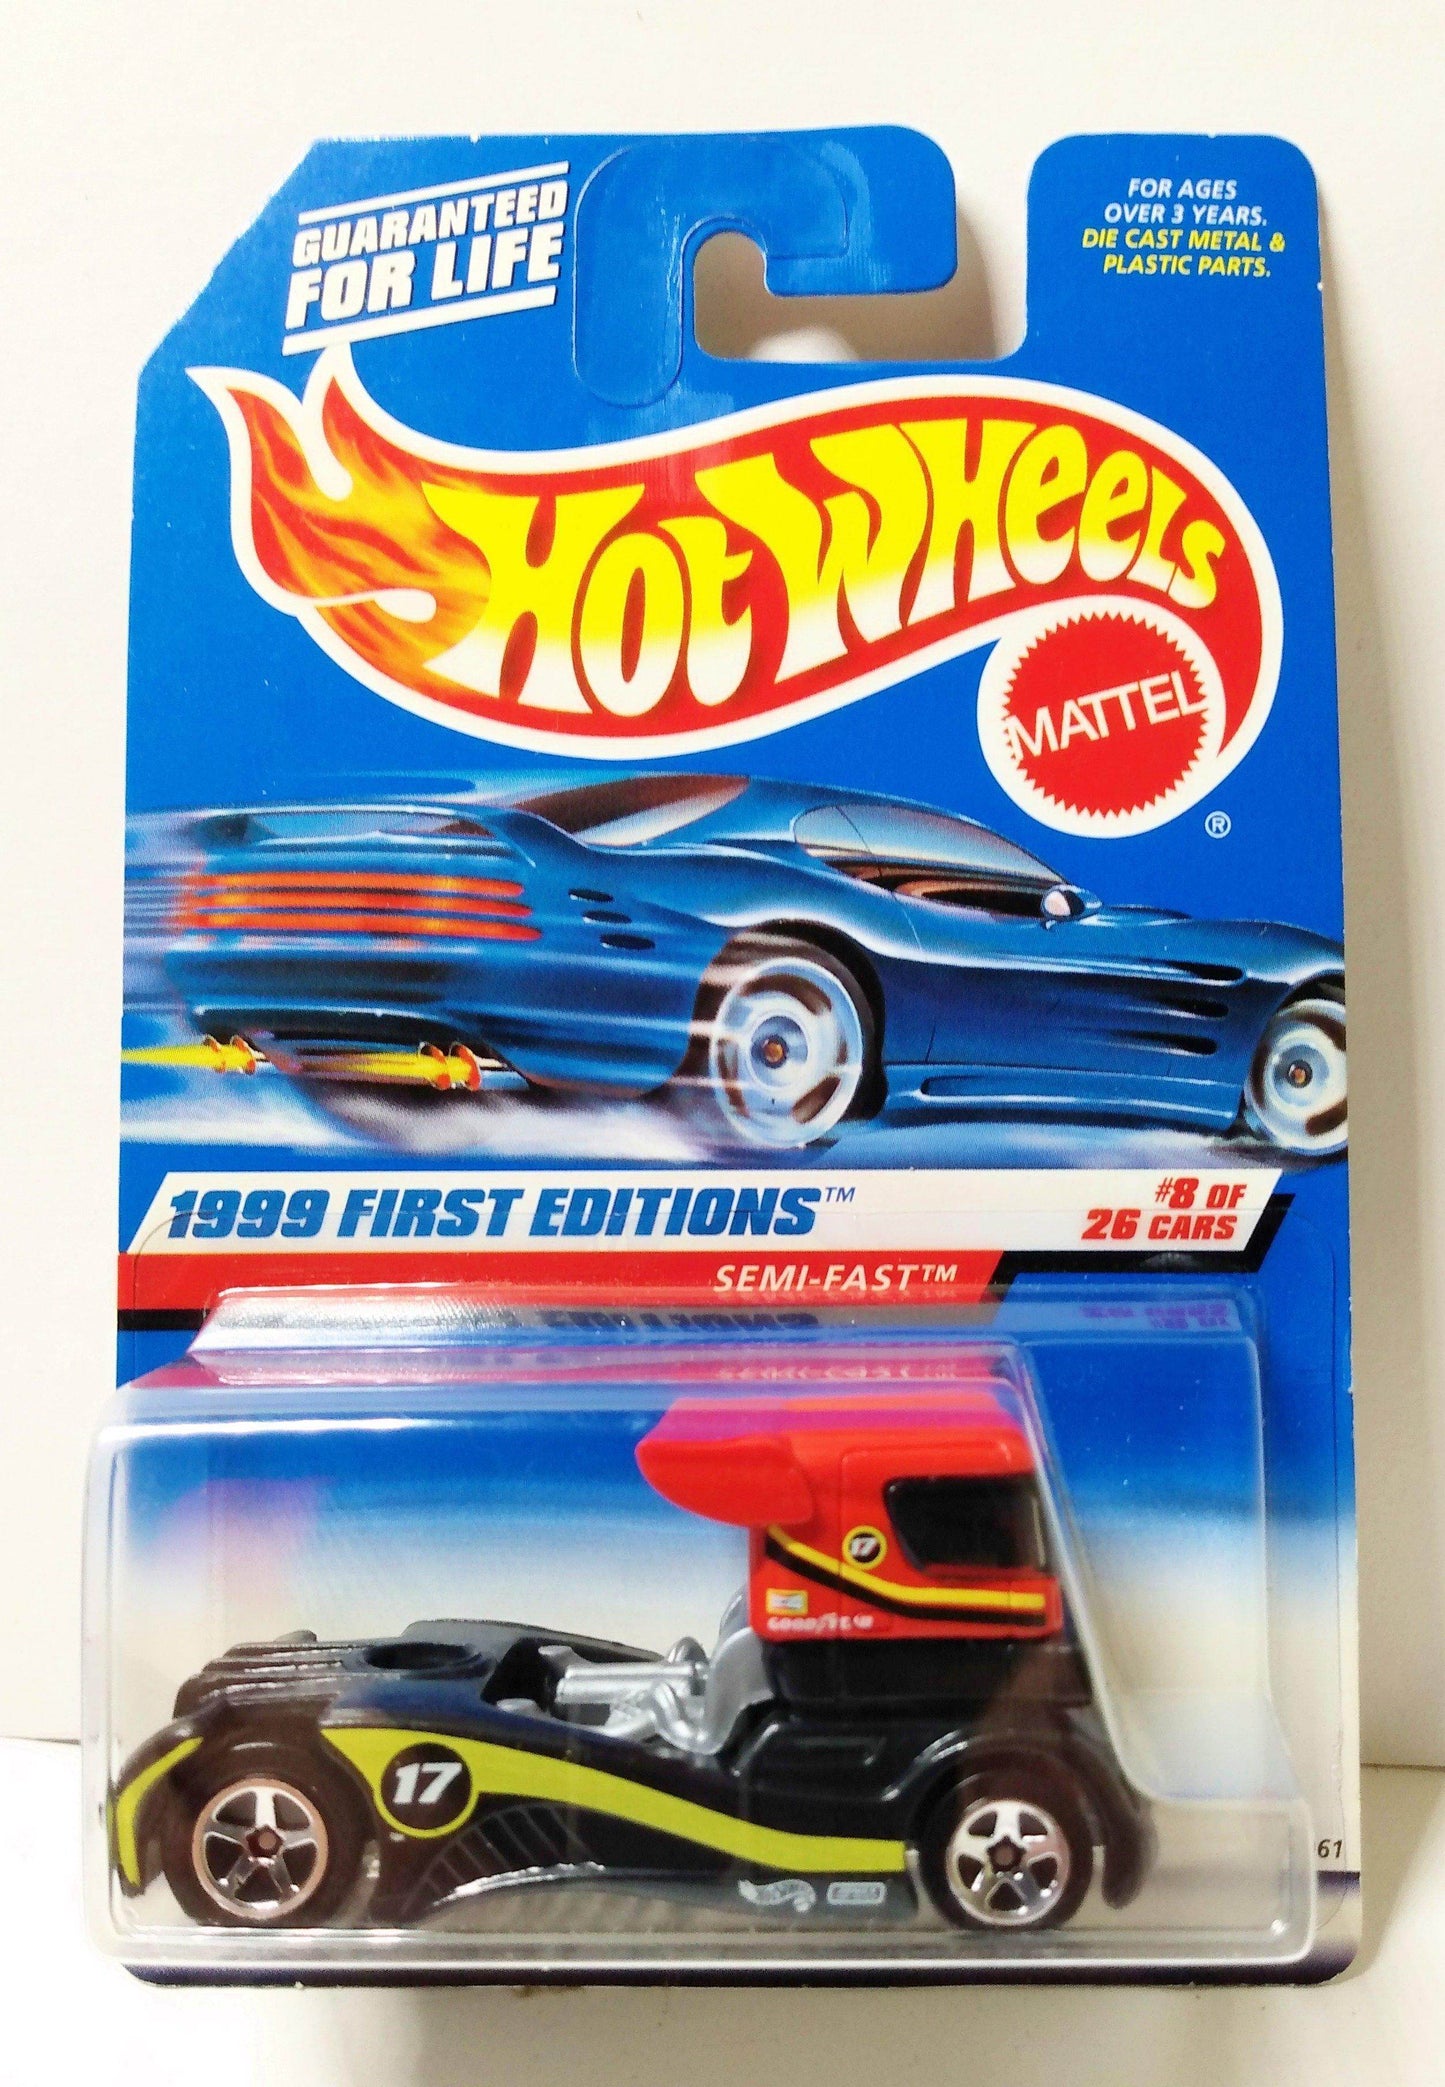 GUARANTEED
FOR LIFE
FOR AGES
OVER 3 YEARS.
DIE CAST METAL &
PLASTIC PARTS.
HOT WHEELS
MATTEL
®
1999 FIRST EDITIONS™
#8 OF
26 CARS
SEMI-FAST™
17
GOODYEAR
17
61